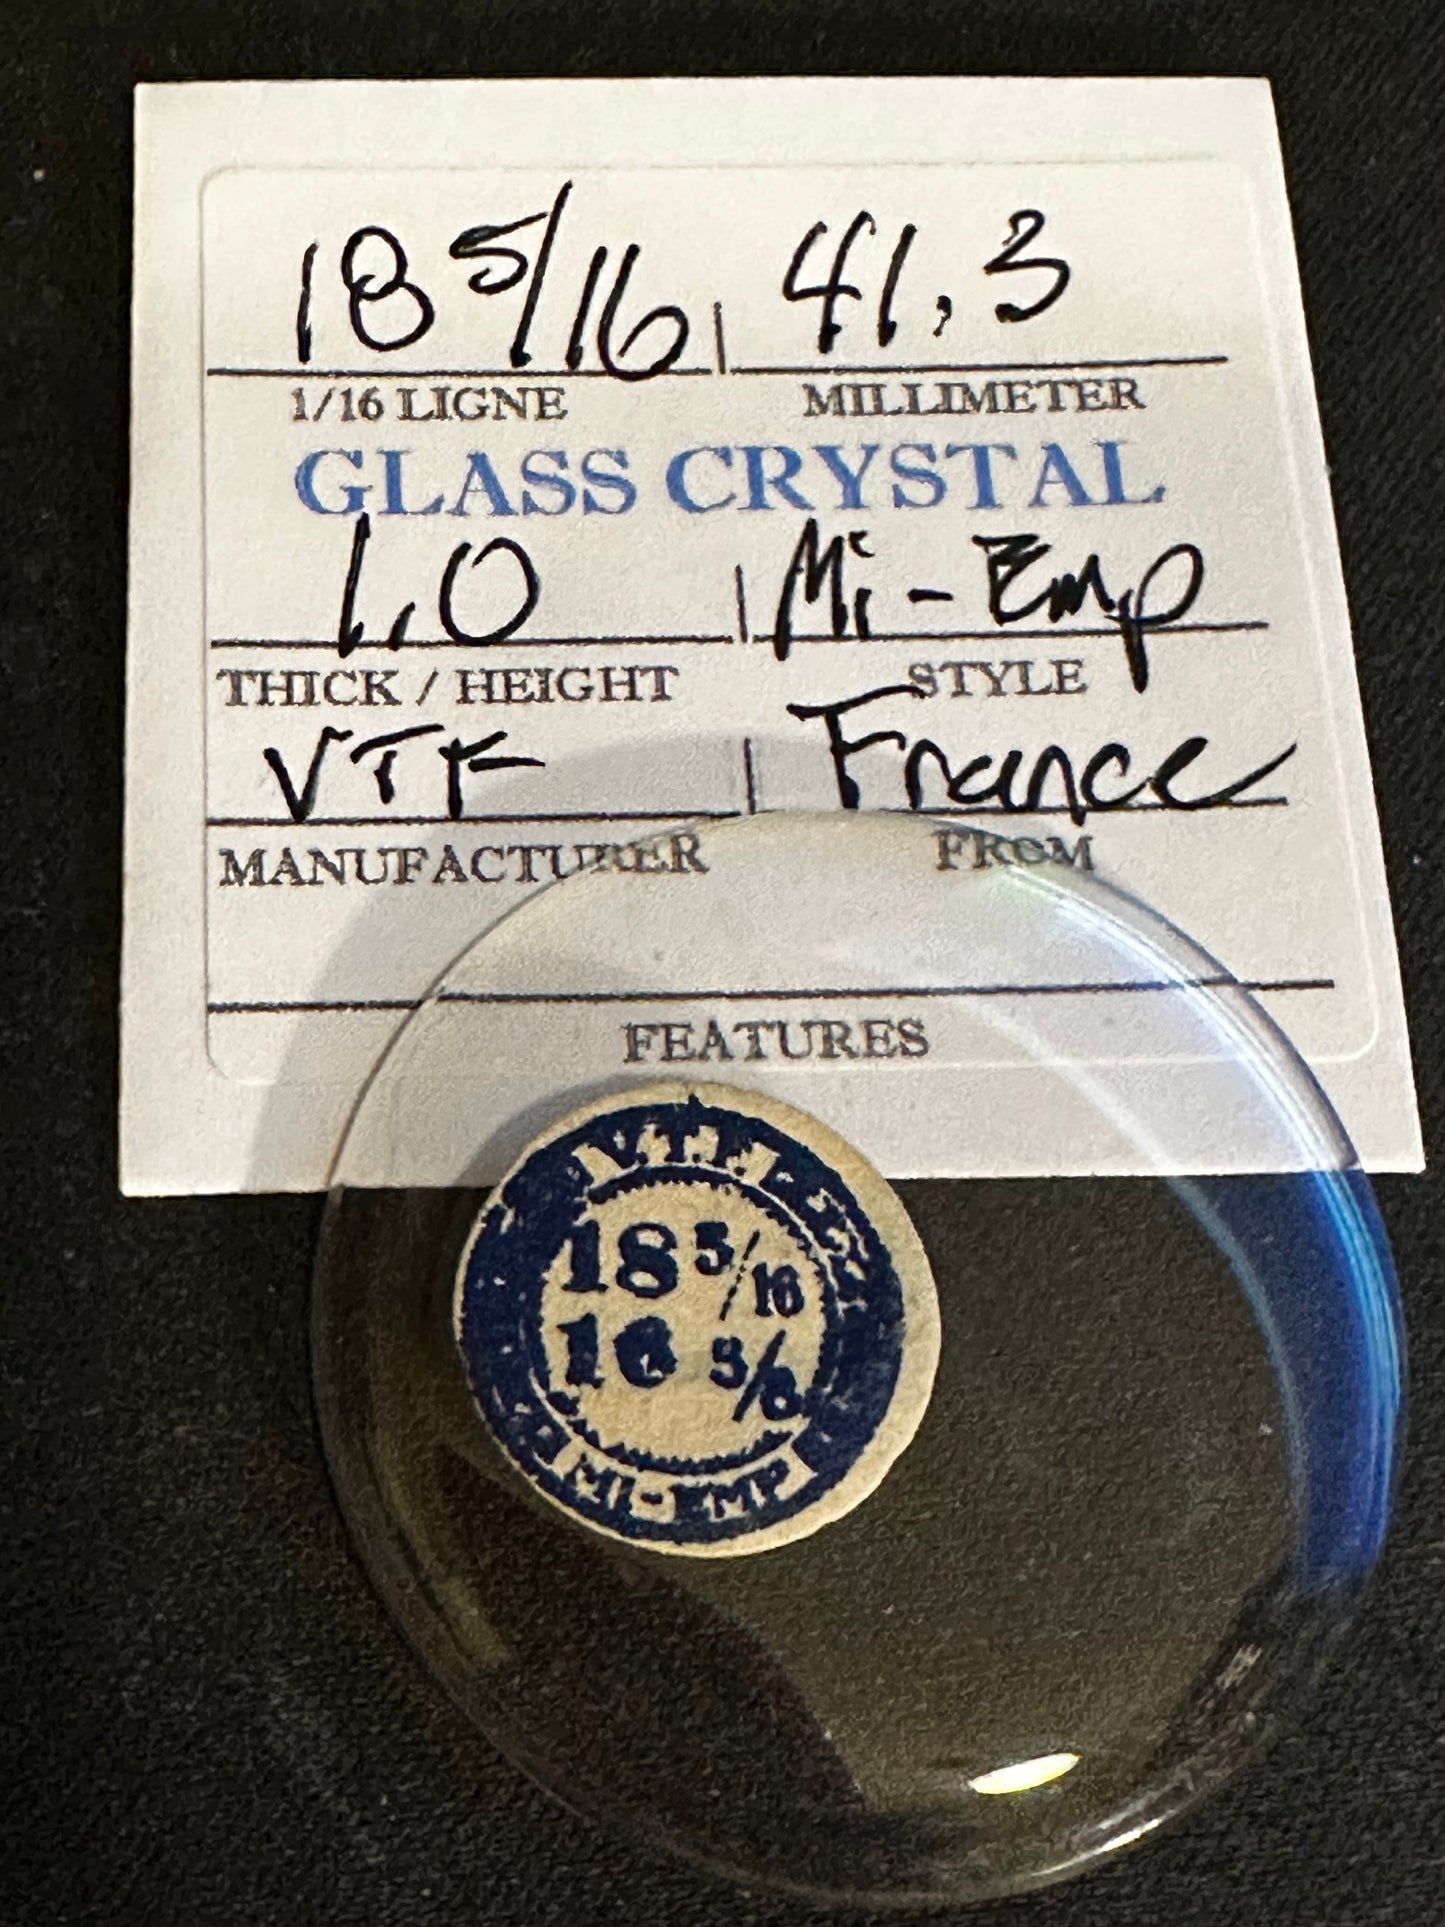 18 5/16 41.3
1/16 LIGNE MILLIMETER
GLASS CRYSTAL
1.0 Mi-Emp
THICK / HEIGHT STYLE
VTF France
MANUFACTURER FROM
FEATURES
V.T.F.
18 5/16
16 3/8
MI-EMP